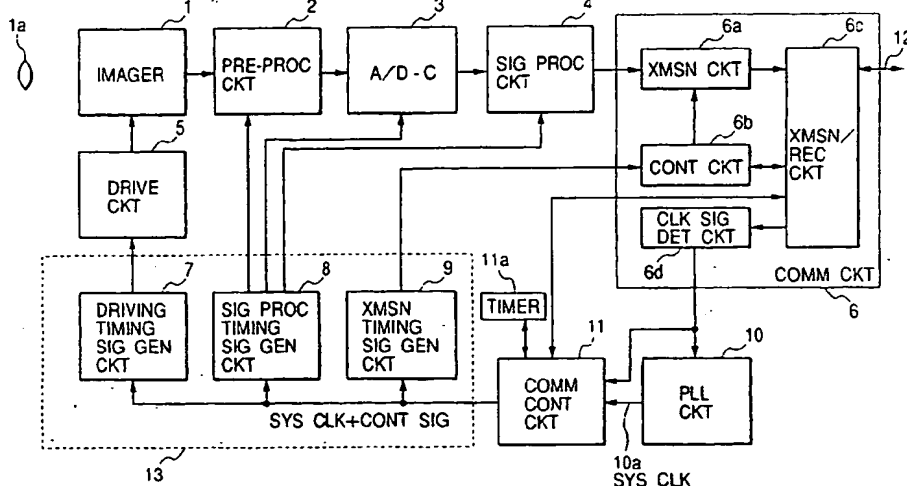 1a
1
IMAGER
2
PRE-PROC
CKT
3
A/D-C
4
SIG PROC
CKT
6a
XMSN CKT
6c
XMSN/
REC
CKT
12
6b
CONT CKT
5
DRIVE
CKT
CLK SIG
DET CKT
6d
COMM CKT
6
7
DRIVING
TIMING
SIG GEN
CKT
8
SIG PROC
TIMING
SIG GEN
CKT
9
XMSN
TIMING
SIG GEN
CKT
11a
TIMER
11
COMM
CONT
CKT
10
PLL
CKT
SYS CLK+CONT SIG
13
10a
SYS CLK